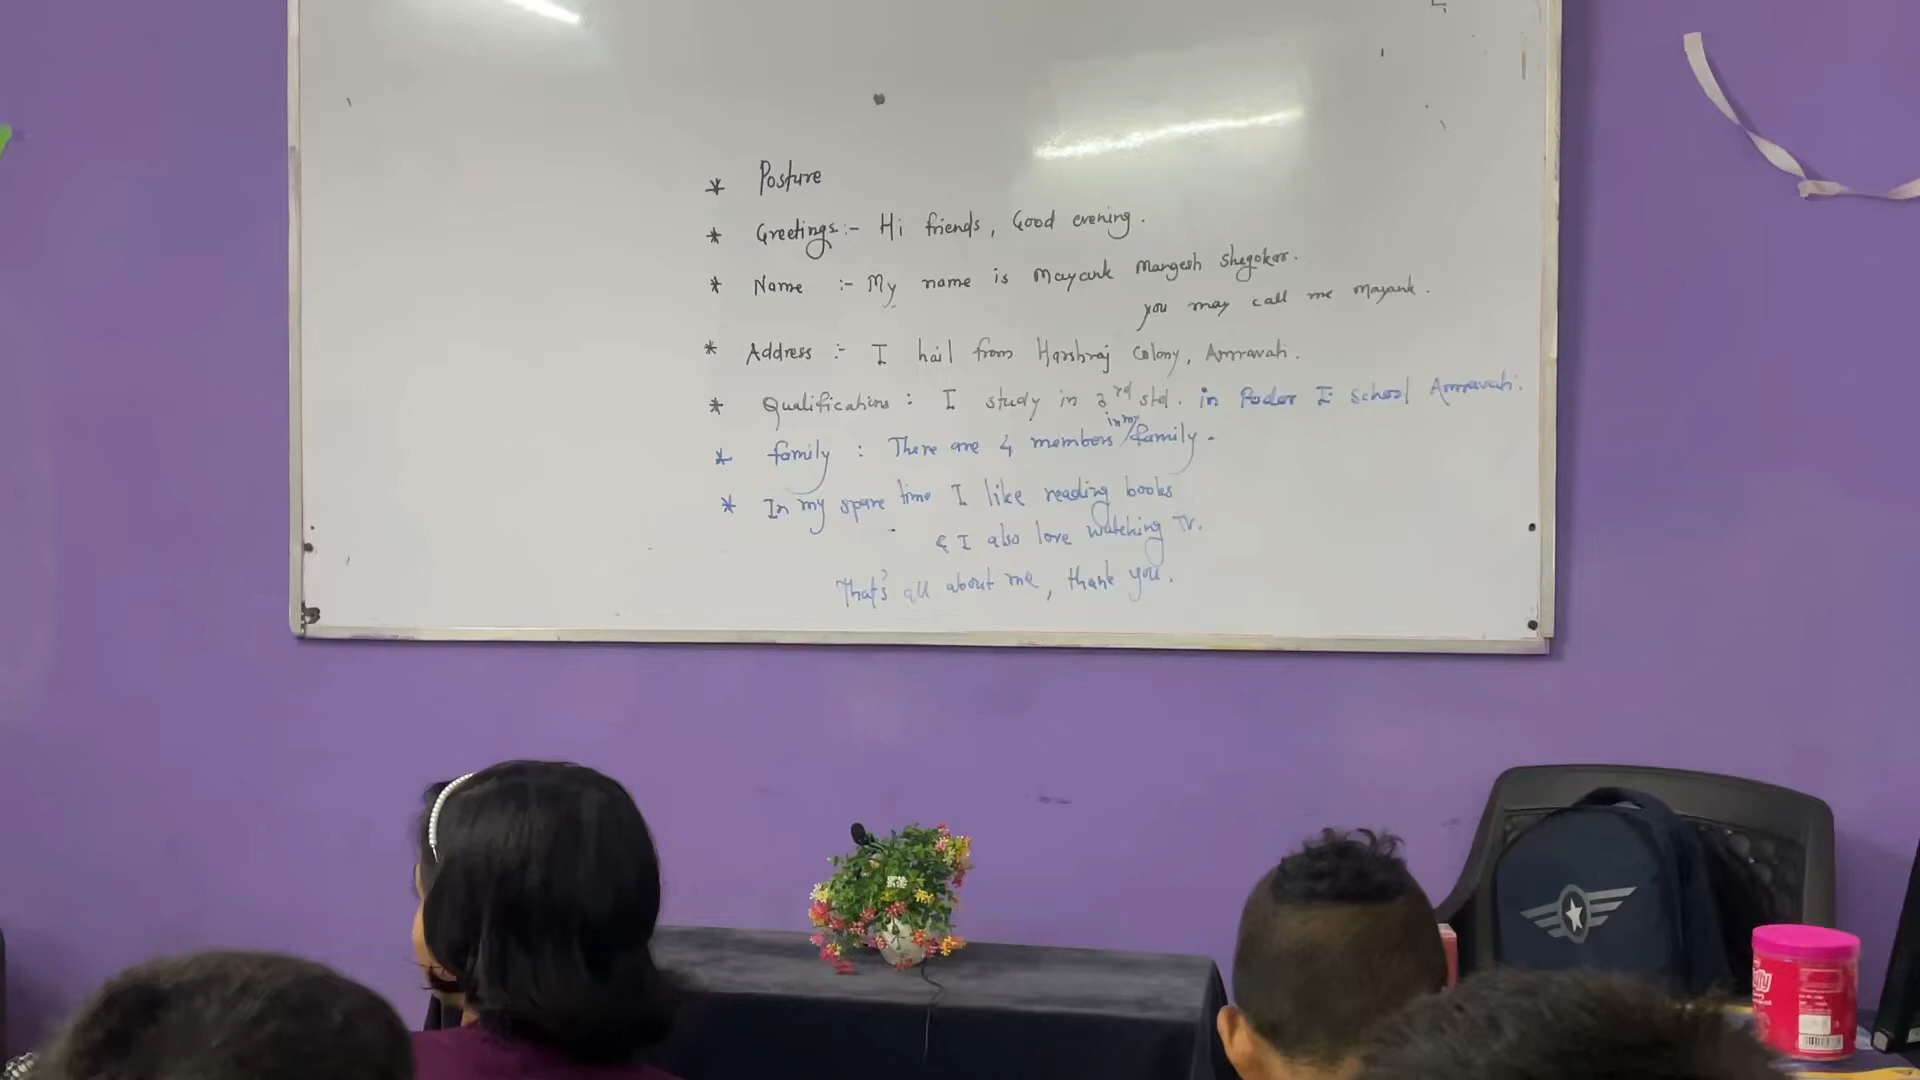 * Posture
* Greetings :- Hi friends, Good evening.
* Name :- My name is Mayank Mangesh Shegokar.
you may call me Mayank.
* Address :- I hail from Harshraj Colony, Amravati.
* Qualifications : I study in 3rd std. in Podar I School Amravati.
* family : There are 4 members in my family.
* In my spare time I like reading books
& I also love watching TV.
That's all about me, thank you.